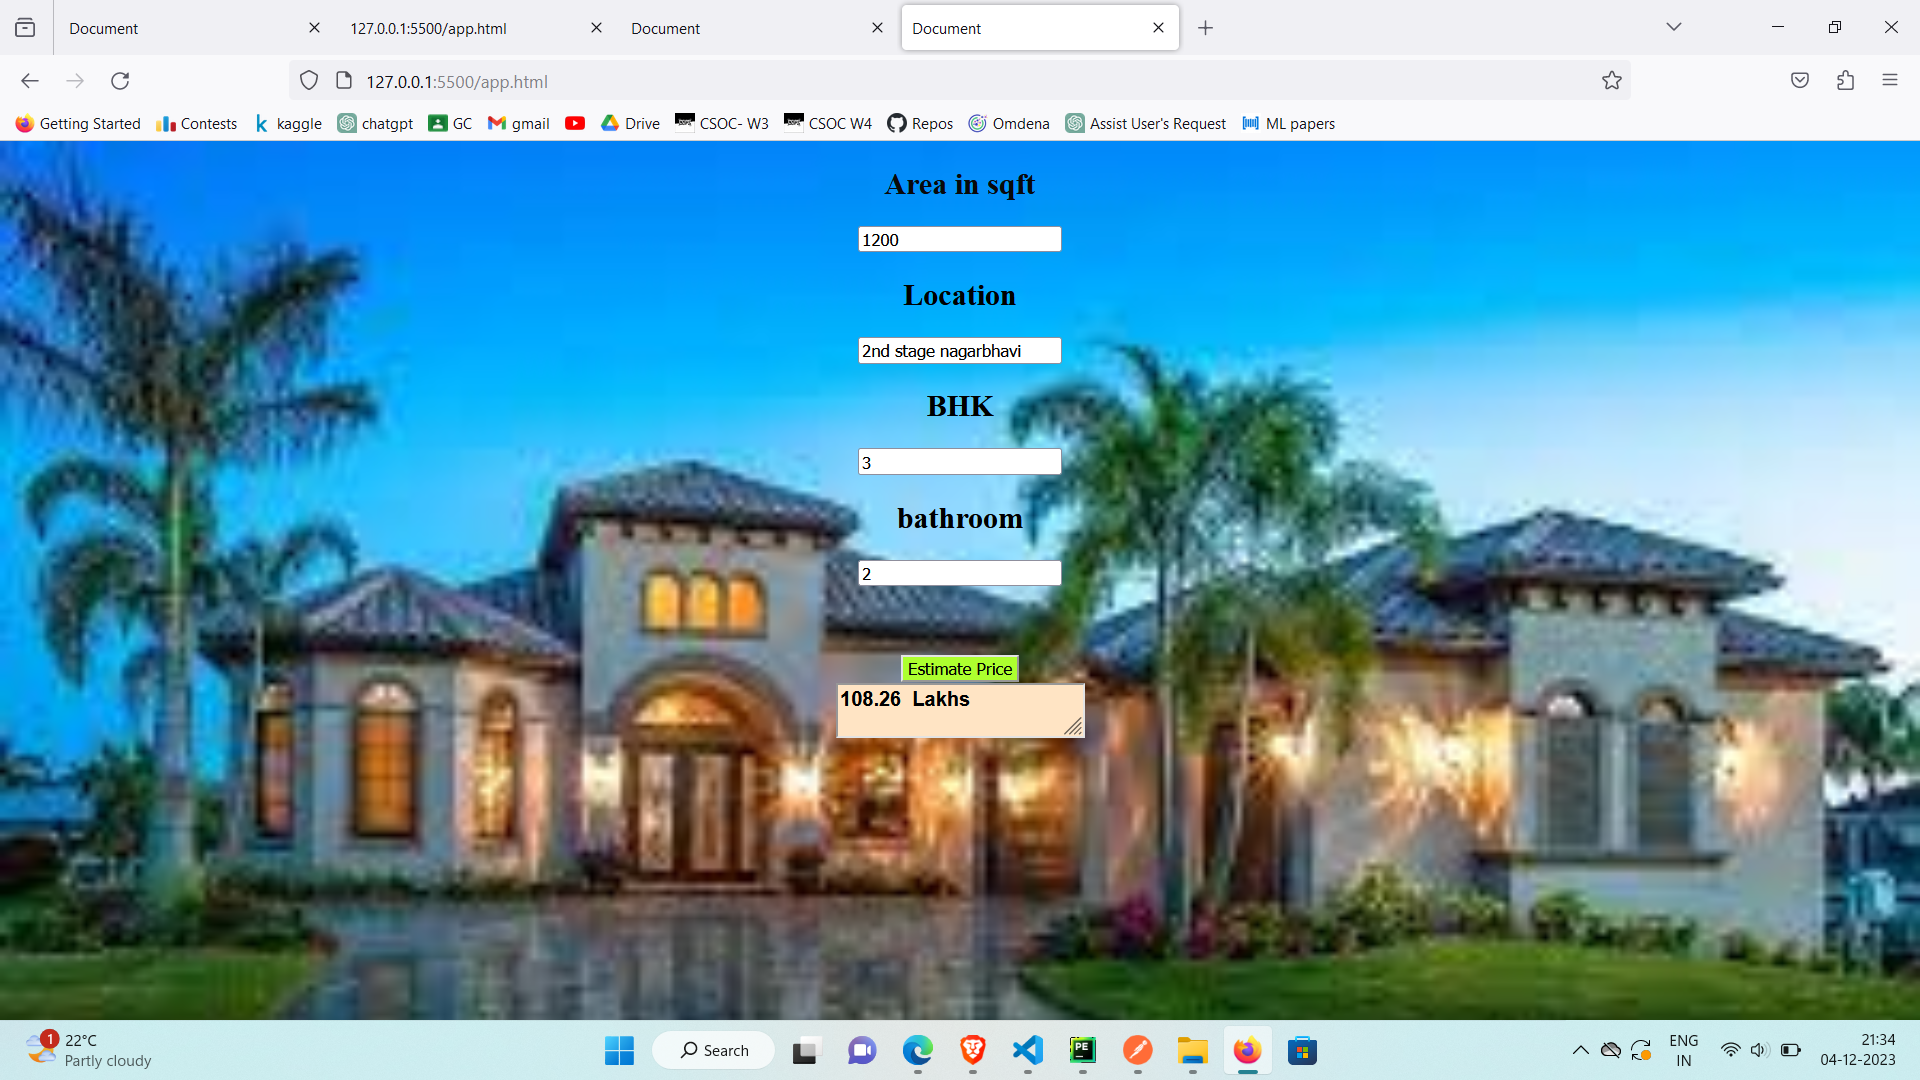 Document
127.0.0.1:5500/app.html
Document
Document
127.0.0.1:5500/app.html
Getting Started
Contests
kaggle
chatgpt
GC
gmail
Drive
CSOC- W3
CSOC W4
Repos
Omdena
Assist User's Request
ML papers
Area in sqft
1200
Location
2nd stage nagarbhavi
BHK
3
bathroom
2
Estimate Price
108.26 Lakhs
1
22°C
Partly cloudy
Search
PE
ENG
IN
21:34
04-12-2023